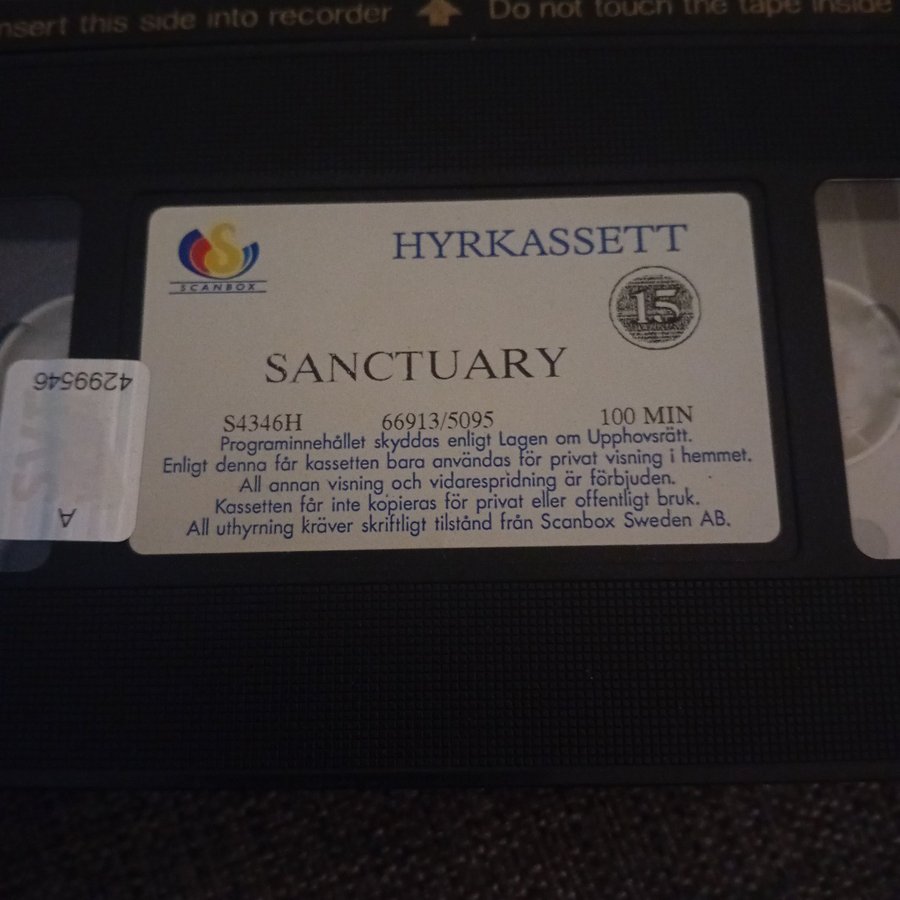 nsert this side into recorder Do not touch the tape inside
SCANBOX
HYRKASSETT
15
SANCTUARY
S4346H 66913/5095 100 MIN
Programinnehållet skyddas enligt Lagen om Upphovsrätt.
Enligt denna får kassetten bara användas för privat visning i hemmet.
All annan visning och vidarespridning är förbjuden.
Kassetten får inte kopieras för privat eller offentligt bruk.
All uthyrning kräver skriftligt tilstånd från Scanbox Sweden AB.
4299546
A